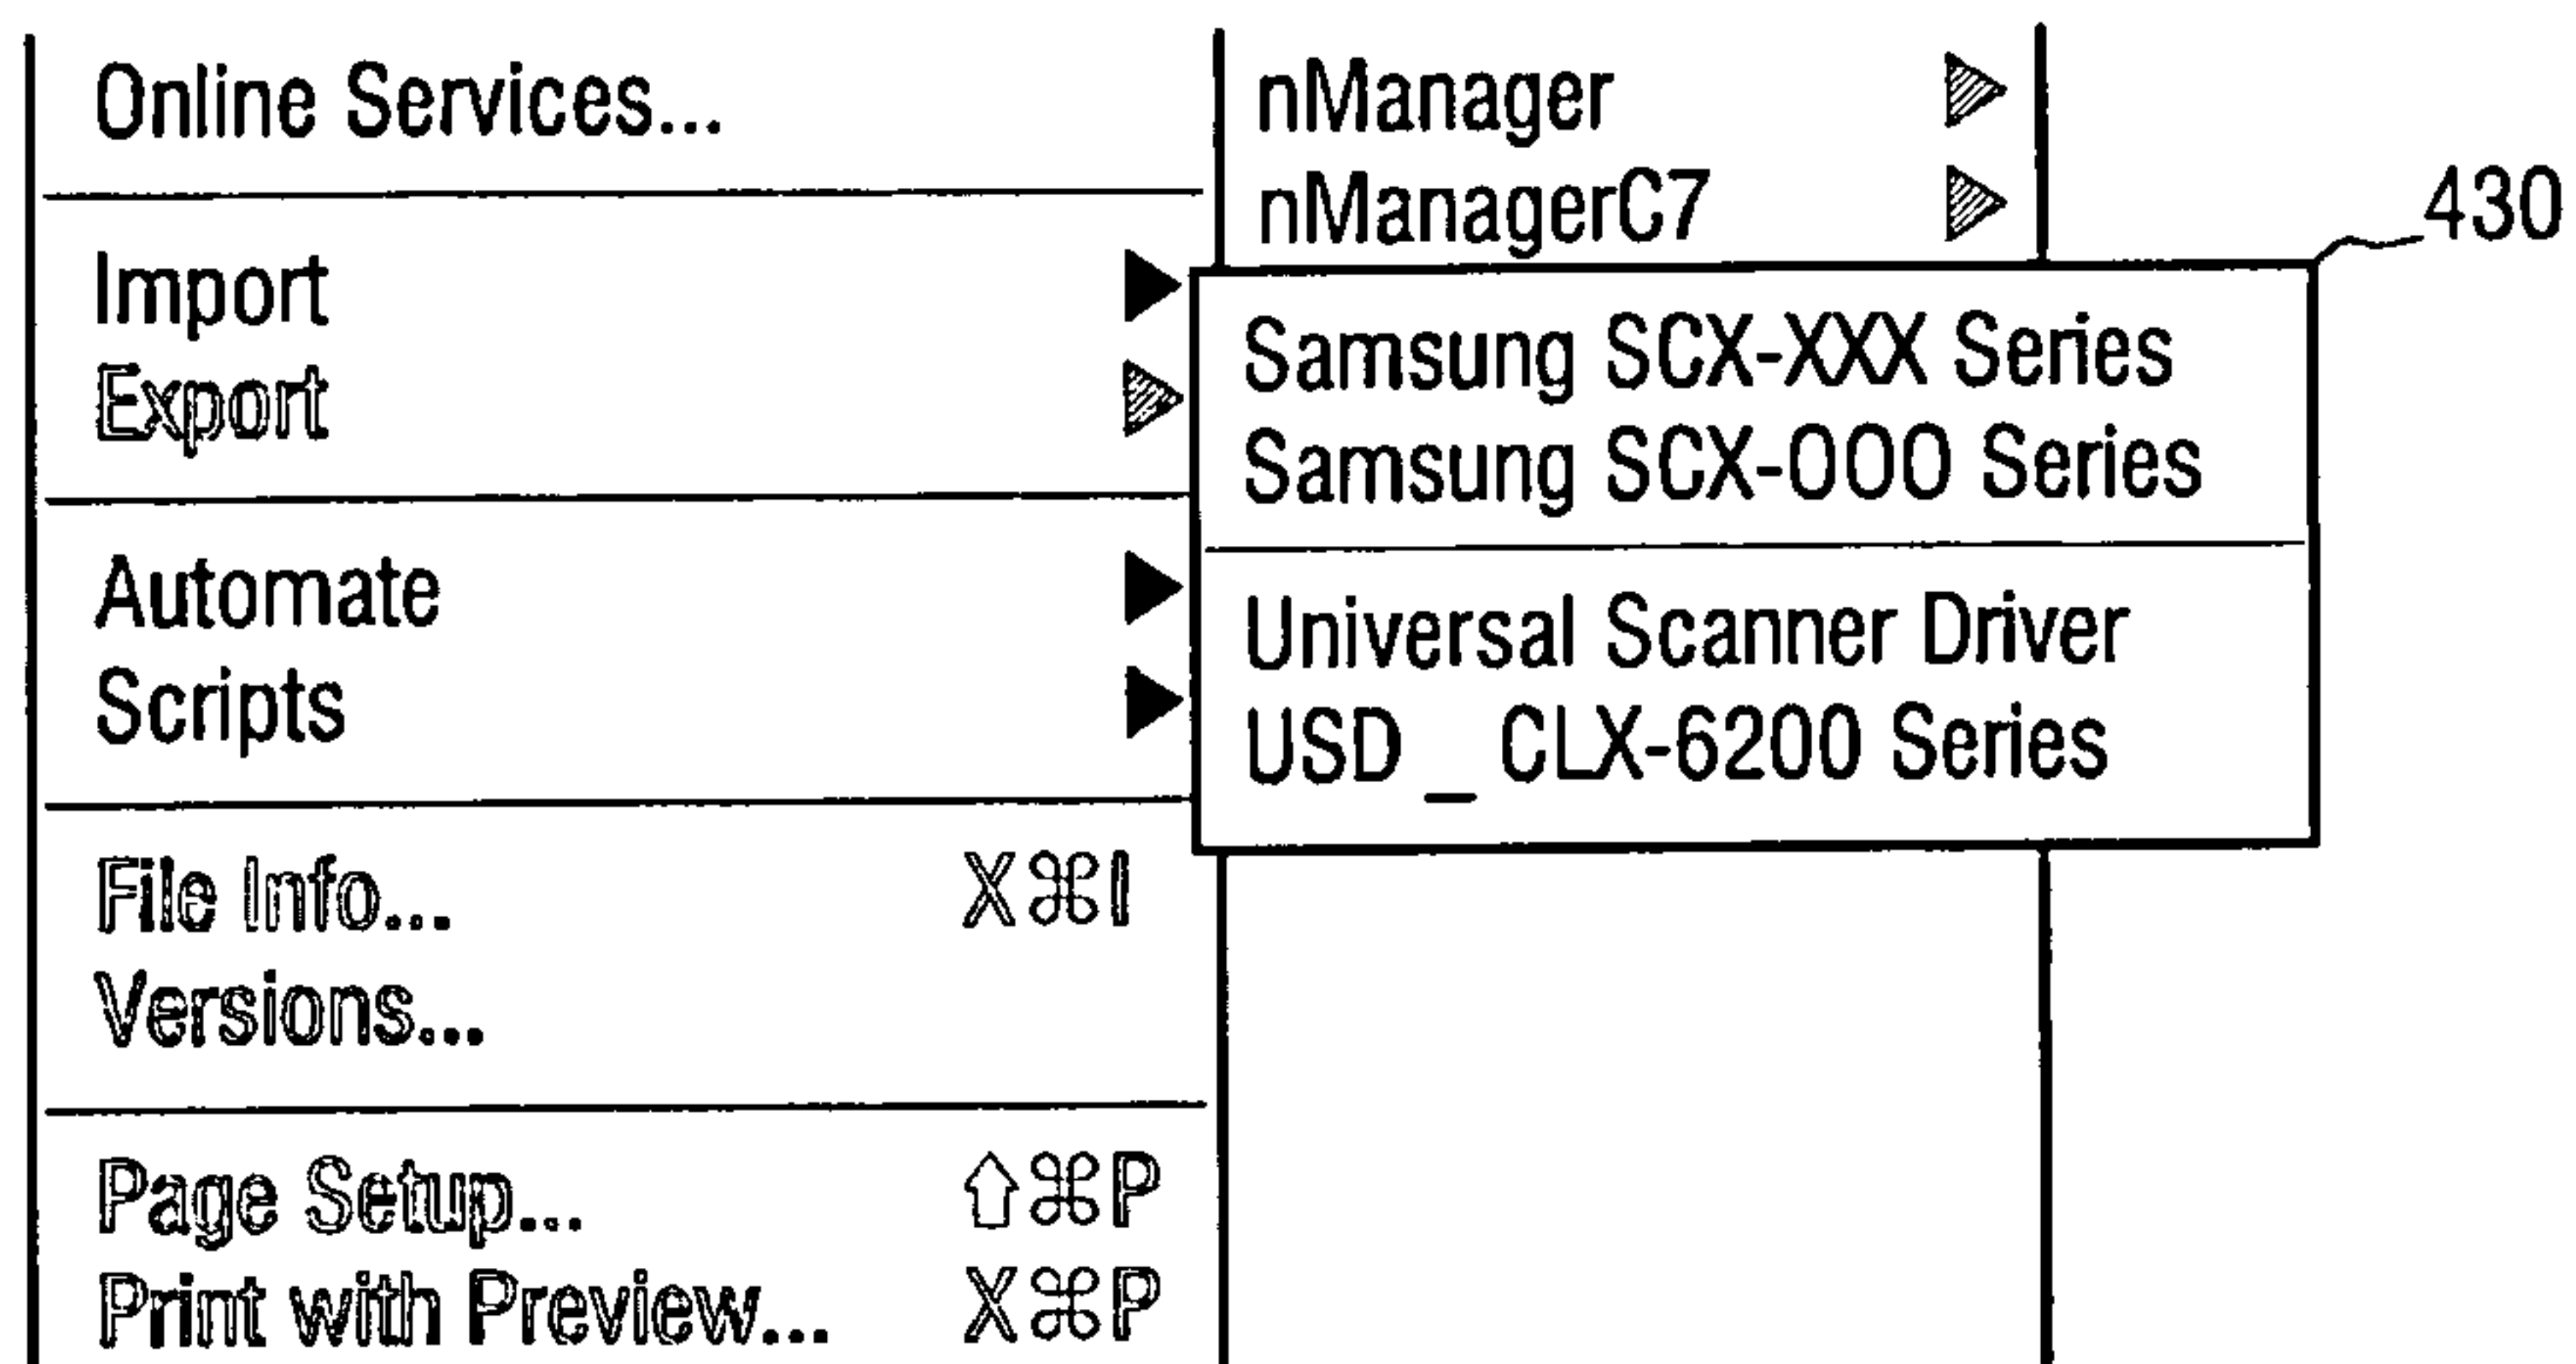 Online Services...
Import
Export
Automate
Scripts
File Info... X⌘I
Versions...
Page Setup... ⇧⌘P
Print with Preview... X⌘P
nManager
nManagerC7
430
Samsung SCX-XXX Series
Samsung SCX-OOO Series
Universal Scanner Driver
USD _ CLX-6200 Series